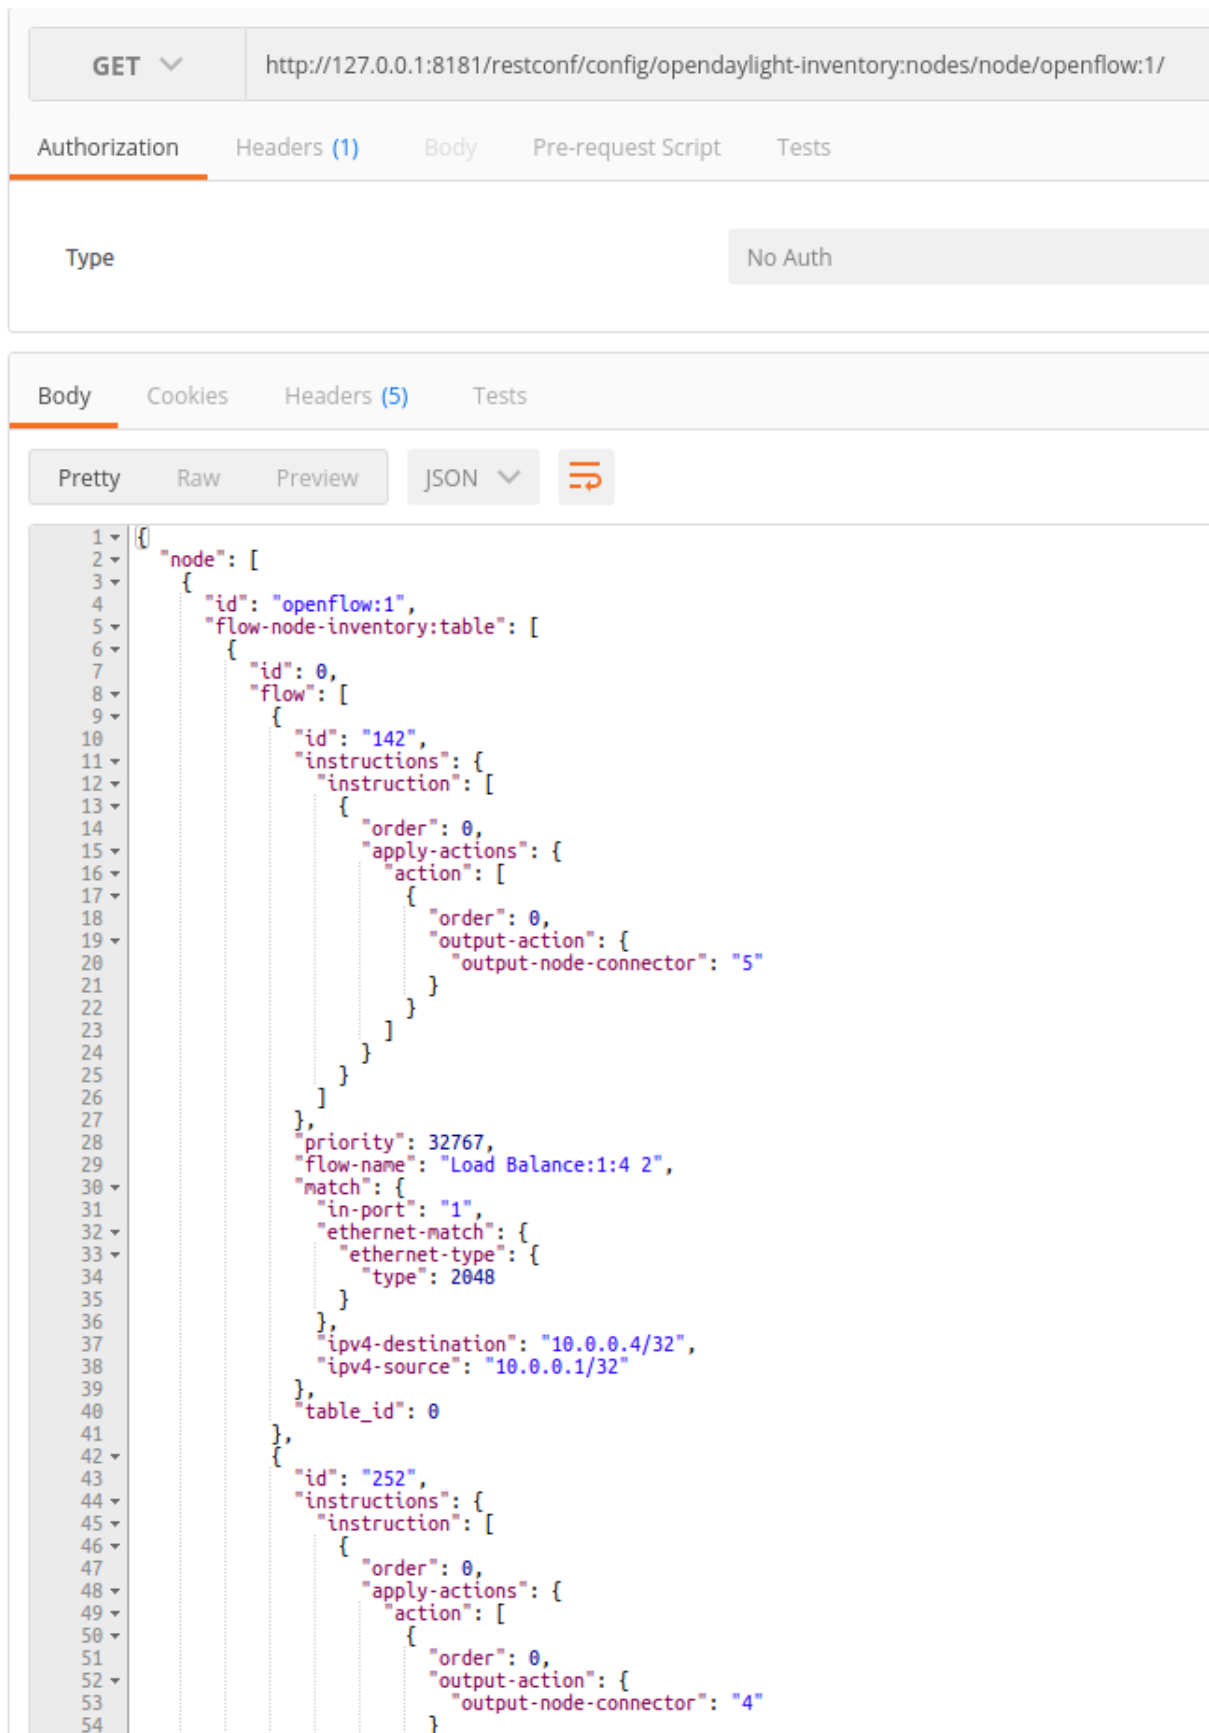 GET http://127.0.0.1:8181/restconf/config/opendaylight-inventory:nodes/node/openflow:1/
Authorization Headers (1) Body Pre-request Script Tests
Type No Auth
Body Cookies Headers (5) Tests
Pretty Raw Preview JSON
1 {
2 "node": [
3 {
4 "id": "openflow:1",
5 "flow-node-inventory:table": [
6 {
7 "id": 0,
8 "flow": [
9 {
10 "id": "142",
11 "instructions": {
12 "instruction": [
13 {
14 "order": 0,
15 "apply-actions": {
16 "action": [
17 {
18 "order": 0,
19 "output-action": {
20 "output-node-connector": "5"
21 }
22 }
23 ]
24 }
25 }
26 ]
27 },
28 "priority": 32767,
29 "flow-name": "Load Balance:1:4 2",
30 "match": {
31 "in-port": "1",
32 "ethernet-match": {
33 "ethernet-type": {
34 "type": 2048
35 }
36 },
37 "ipv4-destination": "10.0.0.4/32",
38 "ipv4-source": "10.0.0.1/32"
39 },
40 "table_id": 0
41 },
42 {
43 "id": "252",
44 "instructions": {
45 "instruction": [
46 {
47 "order": 0,
48 "apply-actions": {
49 "action": [
50 {
51 "order": 0,
52 "output-action": {
53 "output-node-connector": "4"
54 }